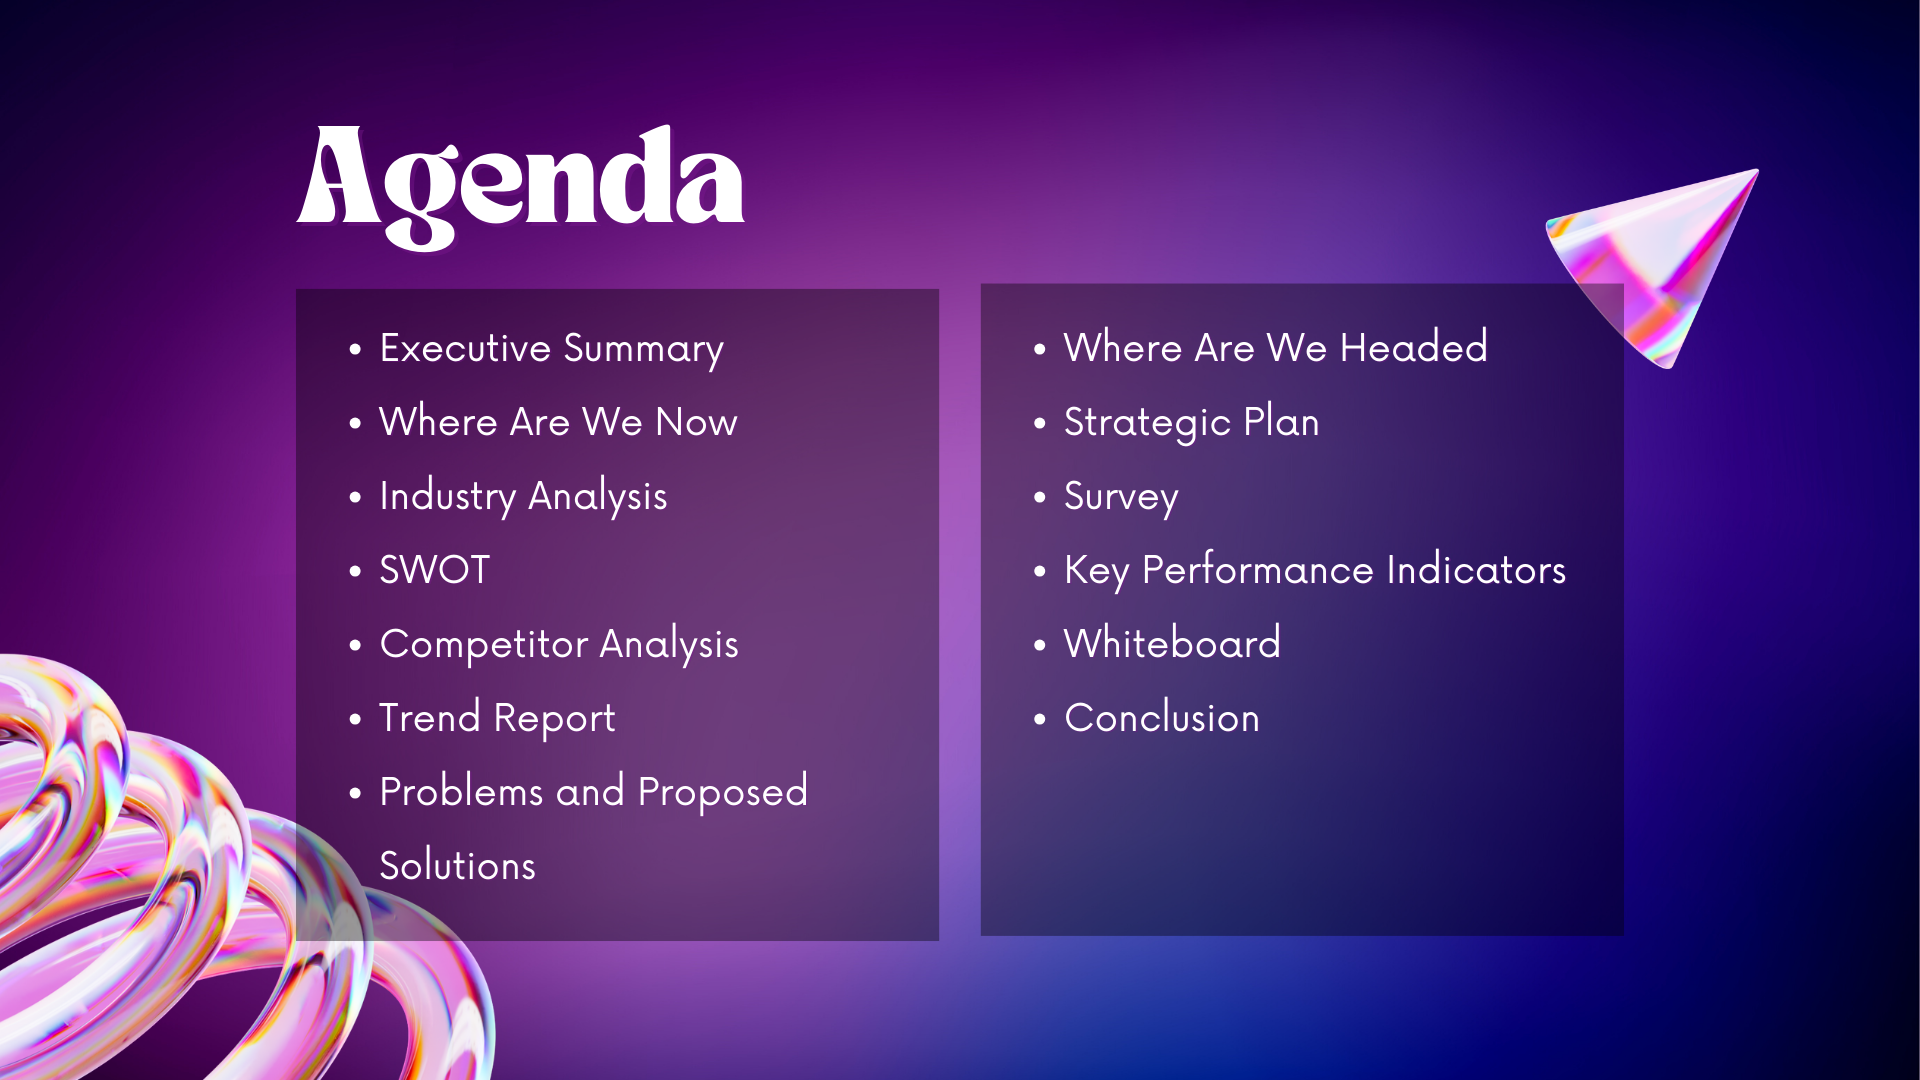 Agenda
• Executive Summary
• Where Are We Now
• Industry Analysis
• SWOT
• Competitor Analysis
• Trend Report
• Problems and Proposed
Solutions
• Where Are We Headed
• Strategic Plan
• Survey
• Key Performance Indicators
• Whiteboard
• Conclusion